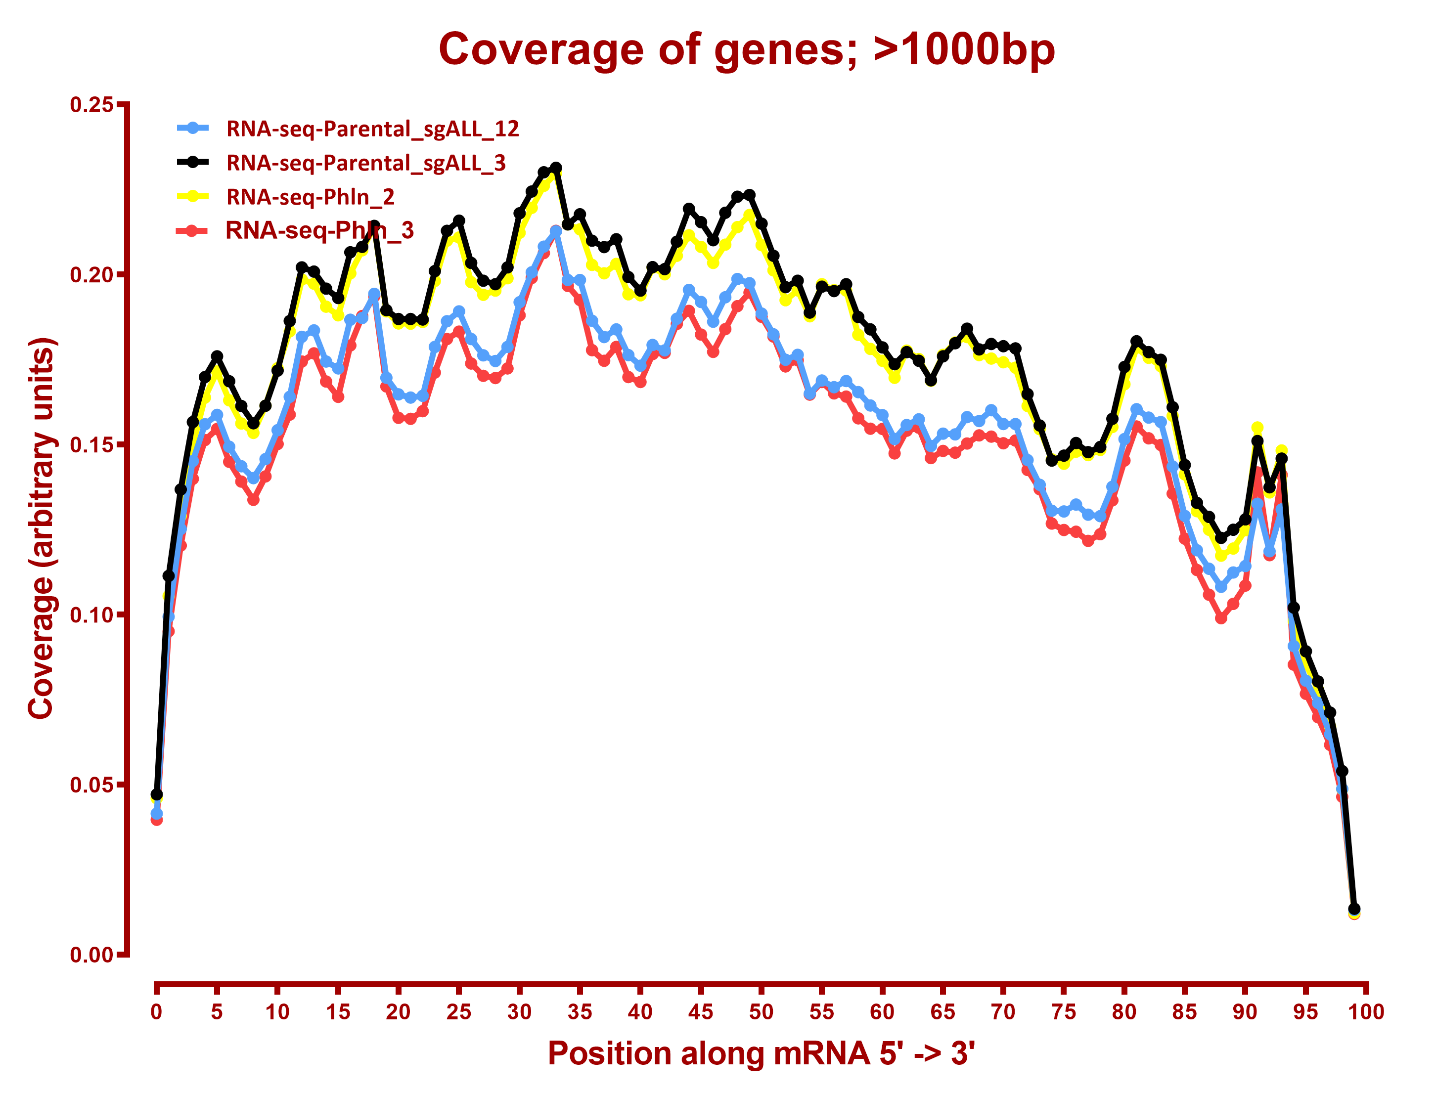 Coverage of genes; >1000bp
0.25
RNA-seq-Parental_sgALL_12
RNA-seq-Parental_sgALL_3
RNA-seq-Phln_2
RNA-seq-Phln_3
0.20
0.15
0.10
0.05
0.00
Coverage (arbitrary units)
0 5 10 15 20 25 30 35 40 45 50 55 60 65 70 75 80 85 90 95 100
Position along mRNA 5' -> 3'